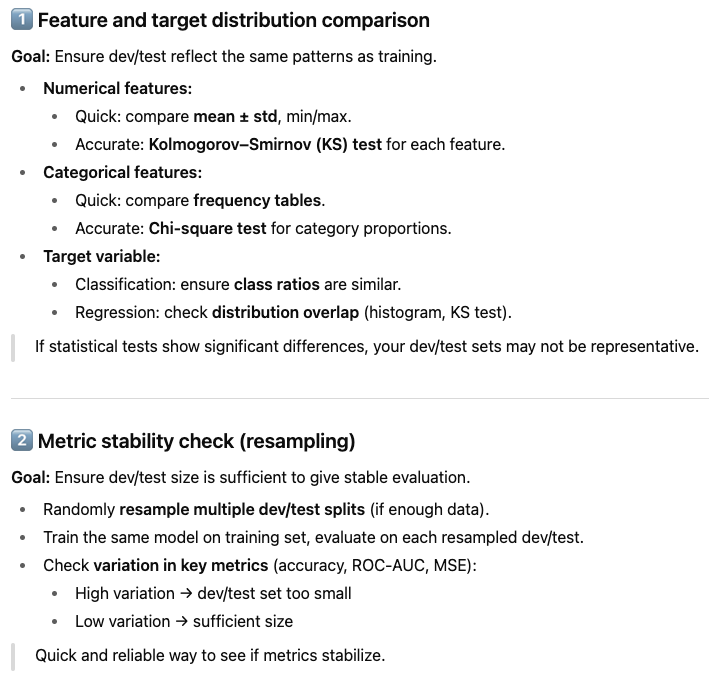 1 Feature and target distribution comparison
Goal: Ensure dev/test reflect the same patterns as training.
• Numerical features:
• Quick: compare mean ± std, min/max.
• Accurate: Kolmogorov–Smirnov (KS) test for each feature.
• Categorical features:
• Quick: compare frequency tables.
• Accurate: Chi-square test for category proportions.
• Target variable:
• Classification: ensure class ratios are similar.
• Regression: check distribution overlap (histogram, KS test).
If statistical tests show significant differences, your dev/test sets may not be representative.
2 Metric stability check (resampling)
Goal: Ensure dev/test size is sufficient to give stable evaluation.
• Randomly resample multiple dev/test splits (if enough data).
• Train the same model on training set, evaluate on each resampled dev/test.
• Check variation in key metrics (accuracy, ROC-AUC, MSE):
• High variation → dev/test set too small
• Low variation → sufficient size
Quick and reliable way to see if metrics stabilize.